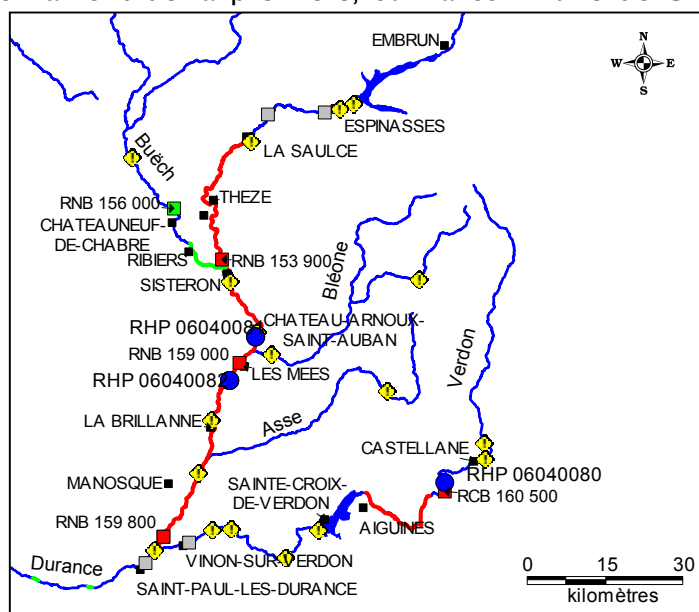 EMBRUN
N
W E
S
ESPINASSES
LA SAULCE
Buëch
THEZE
RNB 156 000
CHATEAUNEUF-
DE-CHABRE
RIBIERS
RNB 153 900
SISTERON
Bléone
RHP 06040081
CHATEAU-ARNOUX-
SAINT-AUBAN
RNB 159 000
LES MEES
RHP 06040082
Verdon
LA BRILLANNE
Asse
CASTELLANE
RHP 06040080
MANOSQUE
SAINTE-CROIX-
DE-VERDON
RCB 160 500
AIGUINES
RNB 159 800
VINON-SUR-VERDON
Durance
SAINT-PAUL-LES-DURANCE
0 15 30
kilomètres